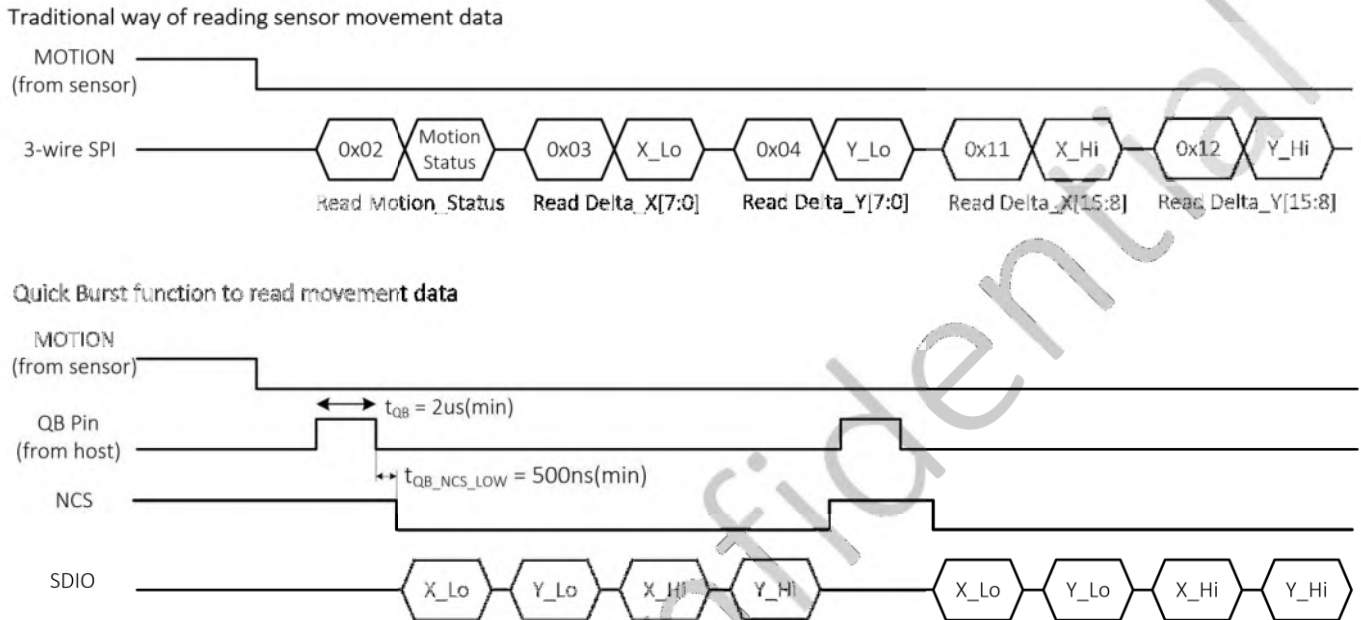 Traditional way of reading sensor movement data
MOTION
(from sensor)
3-wire SPI
0x02 Motion Status 0x03 X_Lo 0x04 Y_Lo 0x11 X_Hi 0x12 Y_Hi
Read Motion_Status Read Delta_X[7:0] Read Delta_Y[7:0] Read Delta_X[15:8] Read Delta_Y[15:8]
Quick Burst function to read movement data
MOTION
(from sensor)
tQB = 2us(min)
QB Pin
(from host)
tQB_NCS_LOW = 500ns(min)
NCS
SDIO X_Lo Y_Lo X_Hi Y_Hi X_Lo Y_Lo X_Hi Y_Hi
nfidential